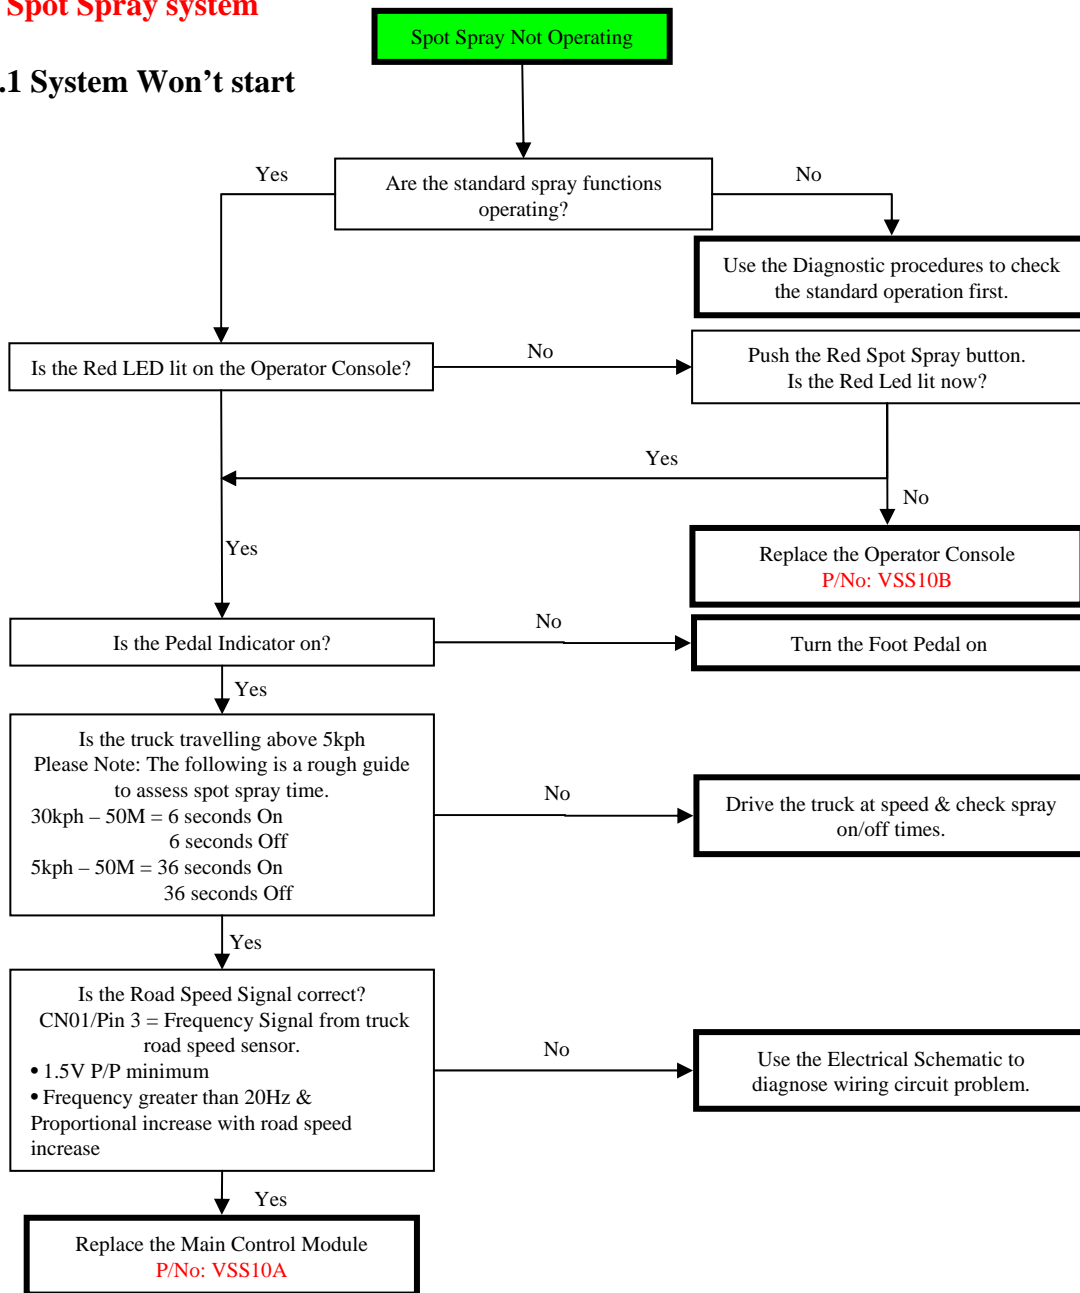 Spot Spray system
Spot Spray Not Operating
.1 System Won’t start
Yes
Are the standard spray functions
operating?
No
Use the Diagnostic procedures to check
the standard operation first.
Is the Red LED lit on the Operator Console?
No
Push the Red Spot Spray button.
Is the Red Led lit now?
Yes
No
Yes
Replace the Operator Console
P/No: VSS10B
Is the Pedal Indicator on?
No
Turn the Foot Pedal on
Yes
Is the truck travelling above 5kph
Please Note: The following is a rough guide
to assess spot spray time.
30kph – 50M = 6 seconds On
6 seconds Off
5kph – 50M = 36 seconds On
36 seconds Off
No
Drive the truck at speed & check spray
on/off times.
Yes
Is the Road Speed Signal correct?
CN01/Pin 3 = Frequency Signal from truck
road speed sensor.
• 1.5V P/P minimum
• Frequency greater than 20Hz &
Proportional increase with road speed
increase
No
Use the Electrical Schematic to
diagnose wiring circuit problem.
Yes
Replace the Main Control Module
P/No: VSS10A